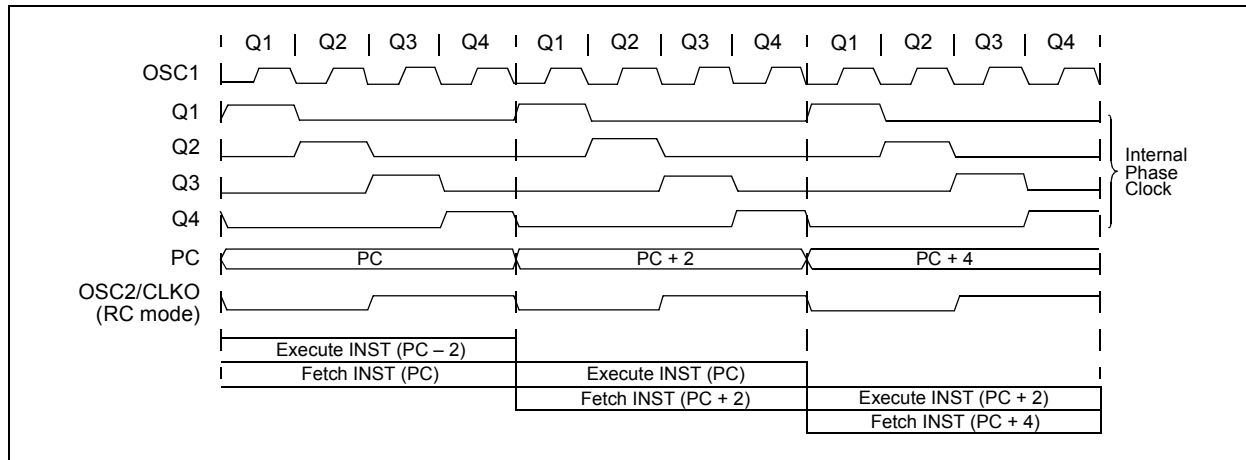 Q1 Q2 Q3 Q4 Q1 Q2 Q3 Q4 Q1 Q2 Q3 Q4
OSC1
Q1
Q2
Q3
Q4
Internal
Phase
Clock
PC PC PC + 2 PC + 4
OSC2/CLKO
(RC mode)
Execute INST (PC – 2)
Fetch INST (PC) Execute INST (PC)
Fetch INST (PC + 2) Execute INST (PC + 2)
Fetch INST (PC + 4)